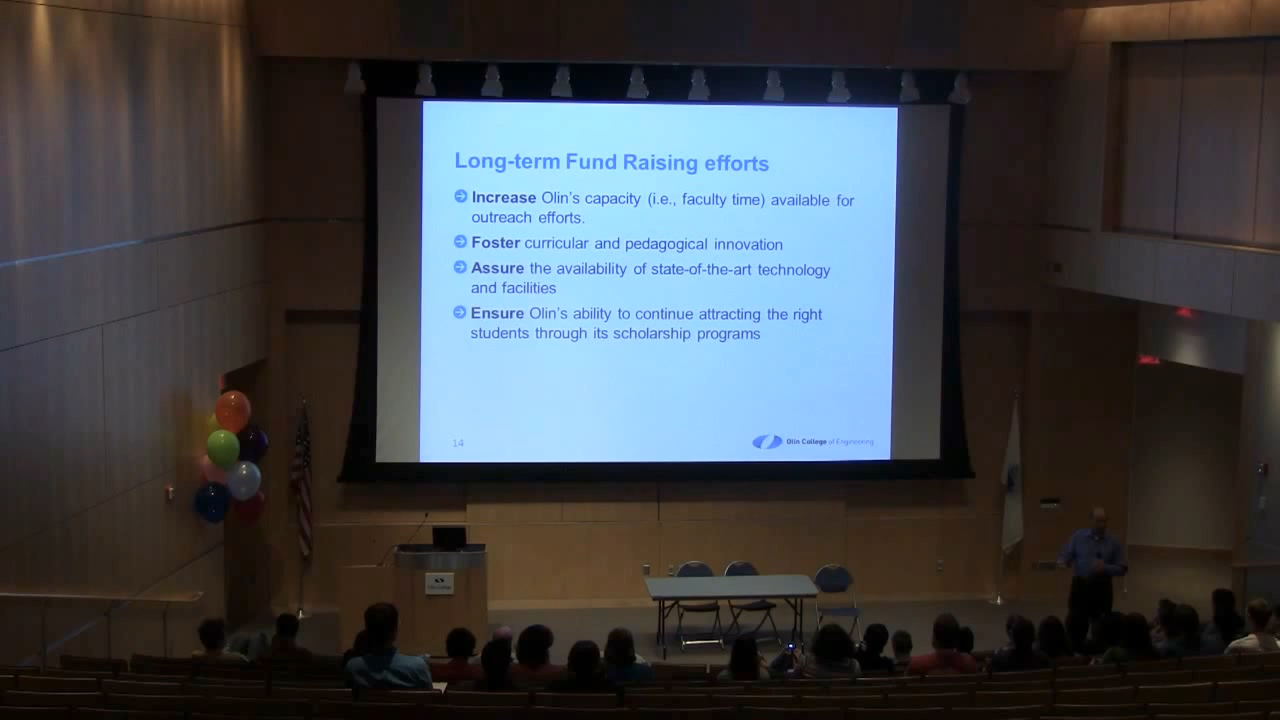 Long-term Fund Raising efforts
Increase Olin's capacity (i.e., faculty time) available for
outreach efforts.
Foster curricular and pedagogical innovation
Assure the availability of state-of-the-art technology
and facilities
Ensure Olin's ability to continue attracting the right
students through its scholarship programs
14
Olin College of Engineering
Olin College